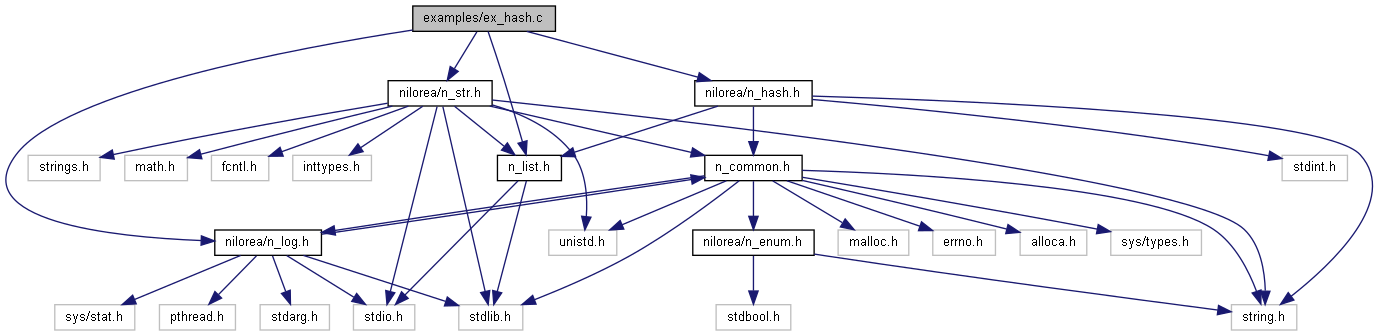 examples/ex_hash.c
nilorea/n_str.h
nilorea/n_hash.h
strings.h
math.h
fcntl.h
inttypes.h
n_list.h
n_common.h
stdint.h
nilorea/n_log.h
unistd.h
nilorea/n_enum.h
malloc.h
errno.h
alloca.h
sys/types.h
sys/stat.h
pthread.h
stdarg.h
stdio.h
stdlib.h
stdbool.h
string.h